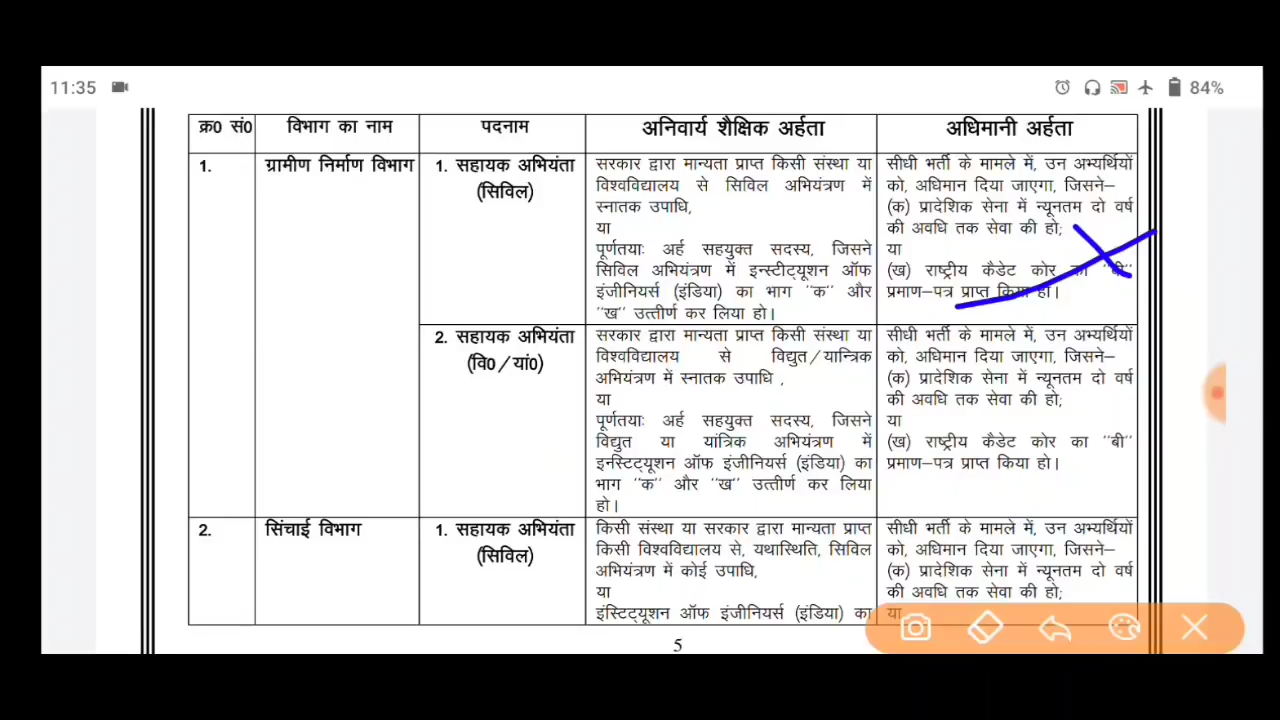 11:35
84%
क्र0 सं0
विभाग का नाम
पदनाम
अनिवार्य शैक्षिक अर्हता
अधिमानी अर्हता
1.
ग्रामीण निर्माण विभाग
1. सहायक अभियंता
(सिविल)
सरकार द्वारा मान्यता प्राप्त किसी संस्था या
विश्वविद्यालय से सिविल अभियंत्रण में
स्नातक उपाधि,
या
पूर्णतयाः अर्ह सहयुक्त सदस्य, जिसने
सिविल अभियंत्रण में इन्स्टीट्यूशन ऑफ
इंजीनियर्स (इंडिया) का भाग ''क'' और
''ख'' उत्तीर्ण कर लिया हो।
सीधी भर्ती के मामले में, उन अभ्यर्थियों
को, अधिमान दिया जाएगा, जिसने–
(क) प्रादेशिक सेना में न्यूनतम दो वर्ष
की अवधि तक सेवा की हो;
या
(ख) राष्ट्रीय कैडेट कोर का ''बी''
प्रमाण–पत्र प्राप्त किया हो।
2. सहायक अभियंता
(वि0/यां0)
सरकार द्वारा मान्यता प्राप्त किसी संस्था या
विश्वविद्यालय से विद्युत/यान्त्रिक
अभियंत्रण में स्नातक उपाधि ,
या
पूर्णतयाः अर्ह सहयुक्त सदस्य, जिसने
विद्युत या यांत्रिक अभियंत्रण में
इनस्टिट्यूशन ऑफ इंजीनियर्स (इंडिया) का
भाग ''क'' और ''ख'' उत्तीर्ण कर लिया
हो।
सीधी भर्ती के मामले में, उन अभ्यर्थियों
को, अधिमान दिया जाएगा, जिसने–
(क) प्रादेशिक सेना में न्यूनतम दो वर्ष
की अवधि तक सेवा की हो;
या
(ख) राष्ट्रीय कैडेट कोर का ''बी''
प्रमाण–पत्र प्राप्त किया हो।
2.
सिंचाई विभाग
1. सहायक अभियंता
(सिविल)
किसी संस्था या सरकार द्वारा मान्यता प्राप्त
किसी विश्वविद्यालय से, यथास्थिति, सिविल
अभियंत्रण में कोई उपाधि,
या
इंस्टिट्यूशन ऑफ इंजीनियर्स (इंडिया) का
सीधी भर्ती के मामले में, उन अभ्यर्थियों
को, अधिमान दिया जाएगा, जिसने–
(क) प्रादेशिक सेना में न्यूनतम दो वर्ष
की अवधि तक सेवा की हो;
या
5